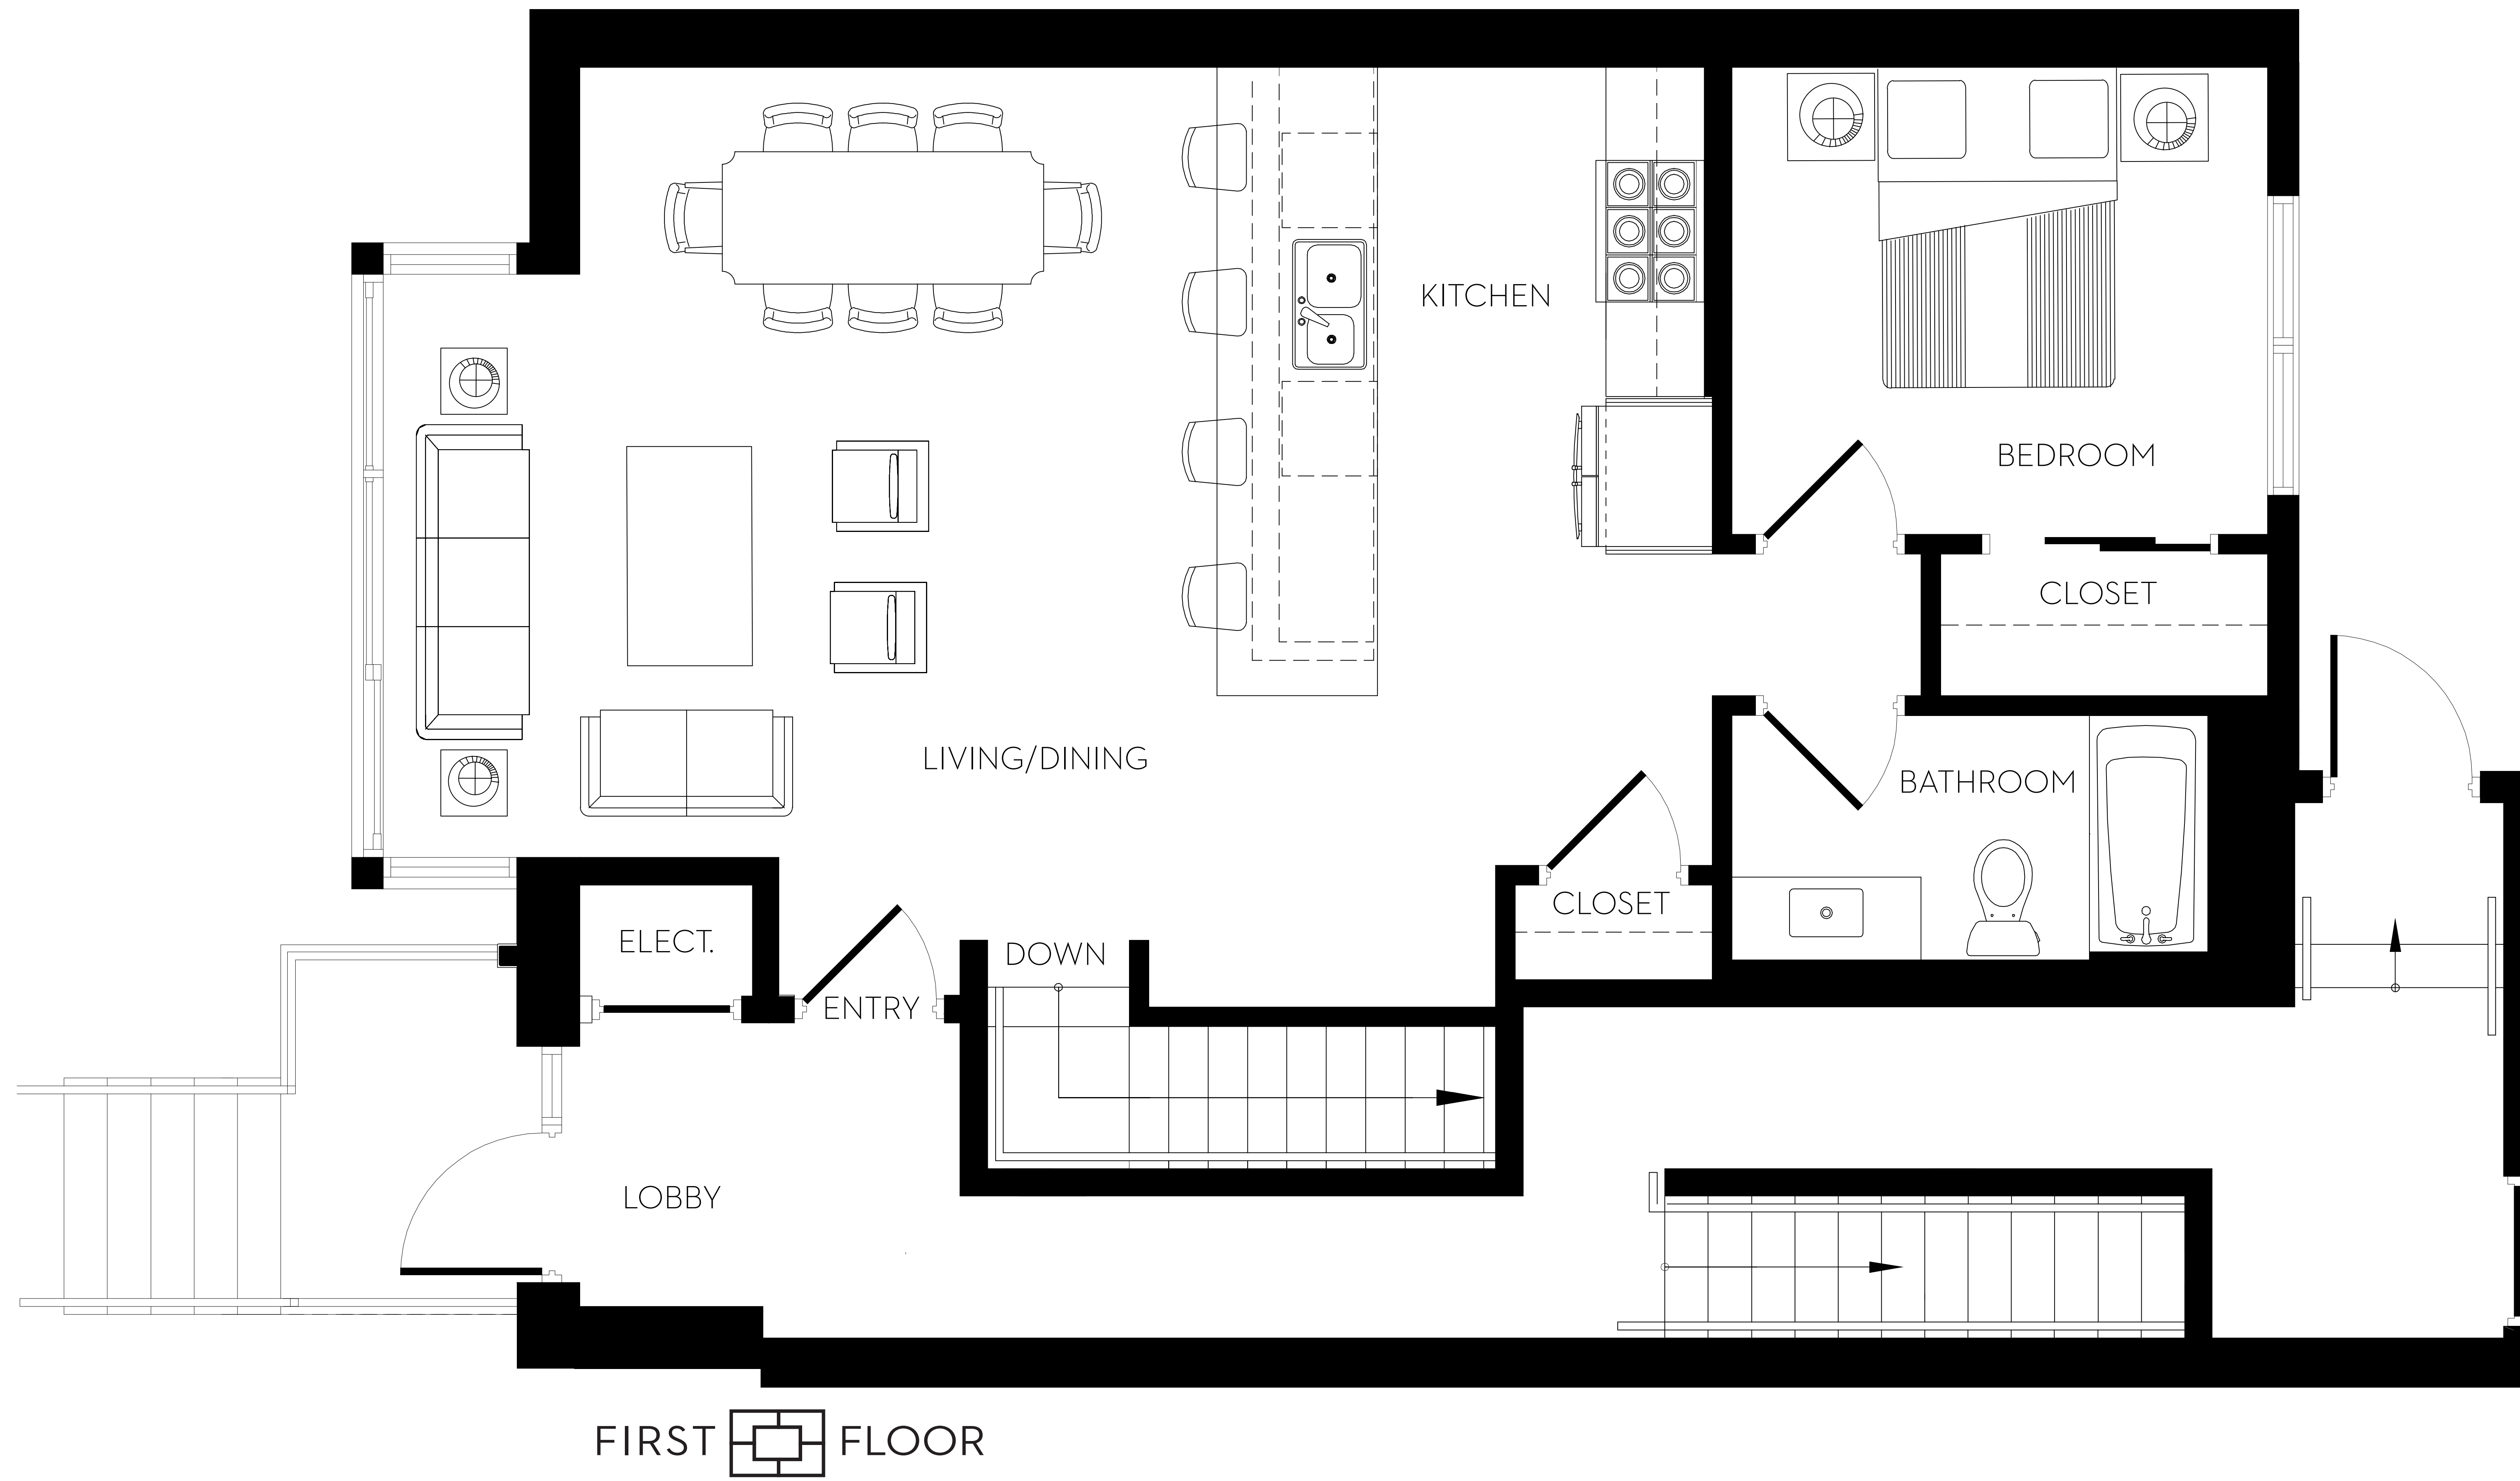 KITCHEN
BEDROOM
CLOSET
LIVING/DINING
BATHROOM
CLOSET
ELECT.
DOWN
ENTRY
LOBBY
FIRST FLOOR